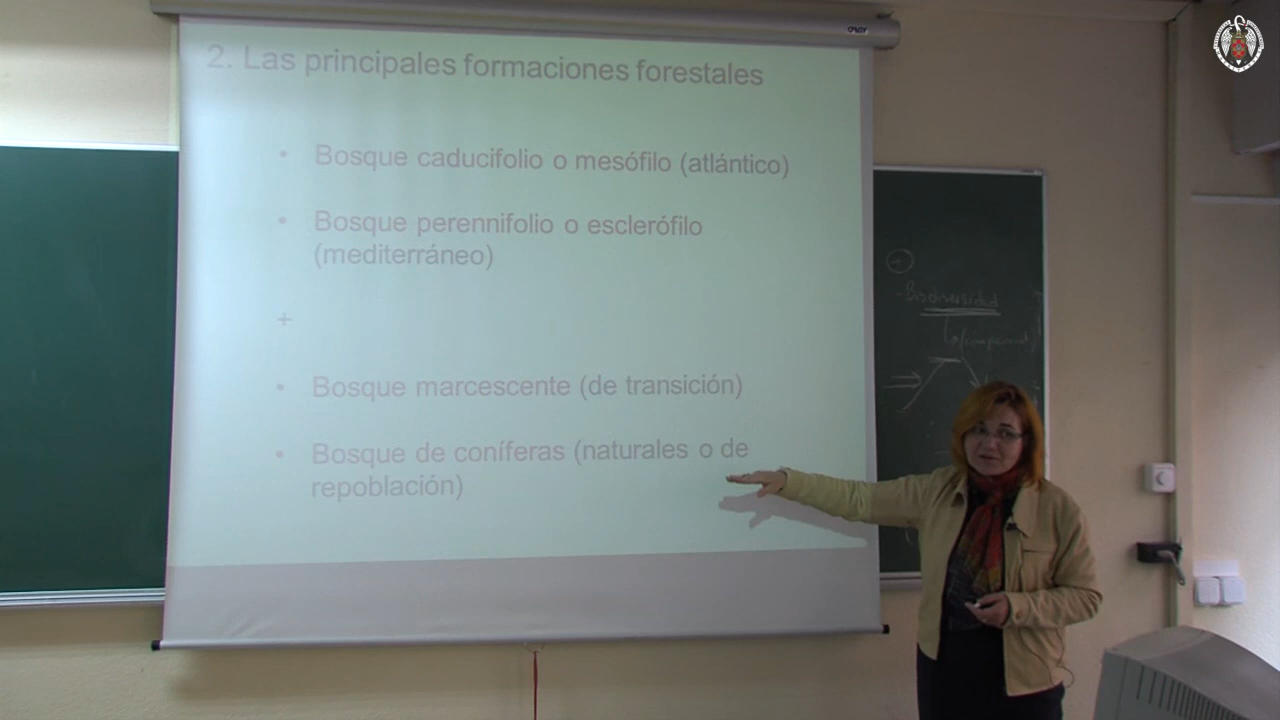 2. Las principales formaciones forestales
• Bosque caducifolio o mesófilo (atlántico)
• Bosque perennifolio o esclerófilo
(mediterráneo)
+
• Bosque marcescente (de transición)
• Bosque de coníferas (naturales o de
repoblación)
+
- Biodiversidad